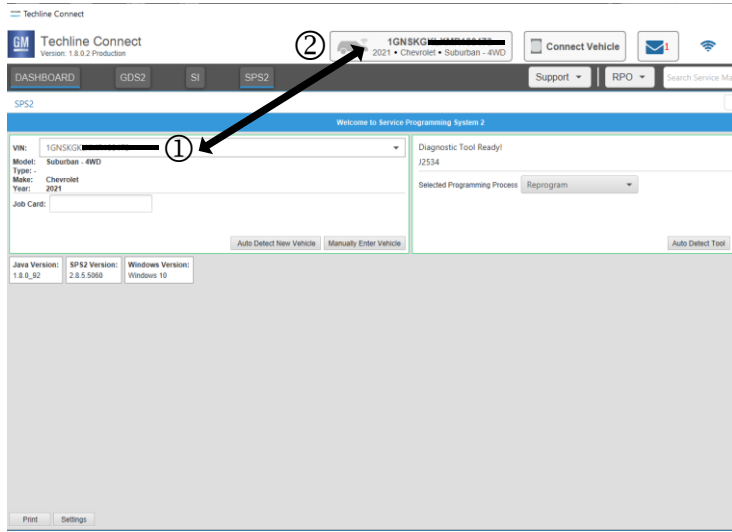 Techline Connect
GM
Techline Connect
Version: 1.8.0.2 Production
②
2021 • Chevrolet • Suburban - 4WD
Connect Vehicle
1
DASHBOARD
GDS2
SI
SPS2
Support
RPO
Search Service Ma
SPS2
Welcome to Service Programming System 2
VIN:
①
Model: Suburban - 4WD
Type: -
Make: Chevrolet
Year: 2021
Job Card:
Auto Detect New Vehicle
Manually Enter Vehicle
Diagnostic Tool Ready!
J2534
Selected Programming Process
Reprogram
Auto Detect Tool
Java Version:
1.8.0_92
SPS2 Version:
2.8.5.5060
Windows Version:
Windows 10
Print
Settings